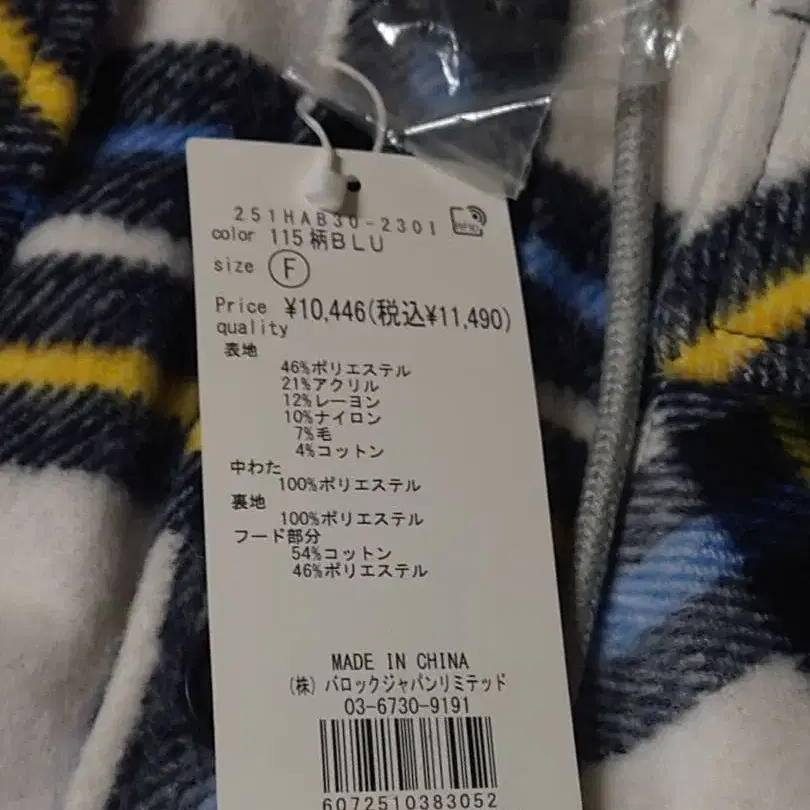 251HAB30-2301
RFID
color 115柄BLU
size F
Price ¥10,446(税込¥11,490)
quality
表地
46%ポリエステル
21%アクリル
12%レーヨン
10%ナイロン
7%毛
4%コットン
中わた
100%ポリエステル
裏地
100%ポリエステル
フード部分
54%コットン
46%ポリエステル
MADE IN CHINA
(株) バロックジャパンリミテッド
03-6730-9191
6072510383052